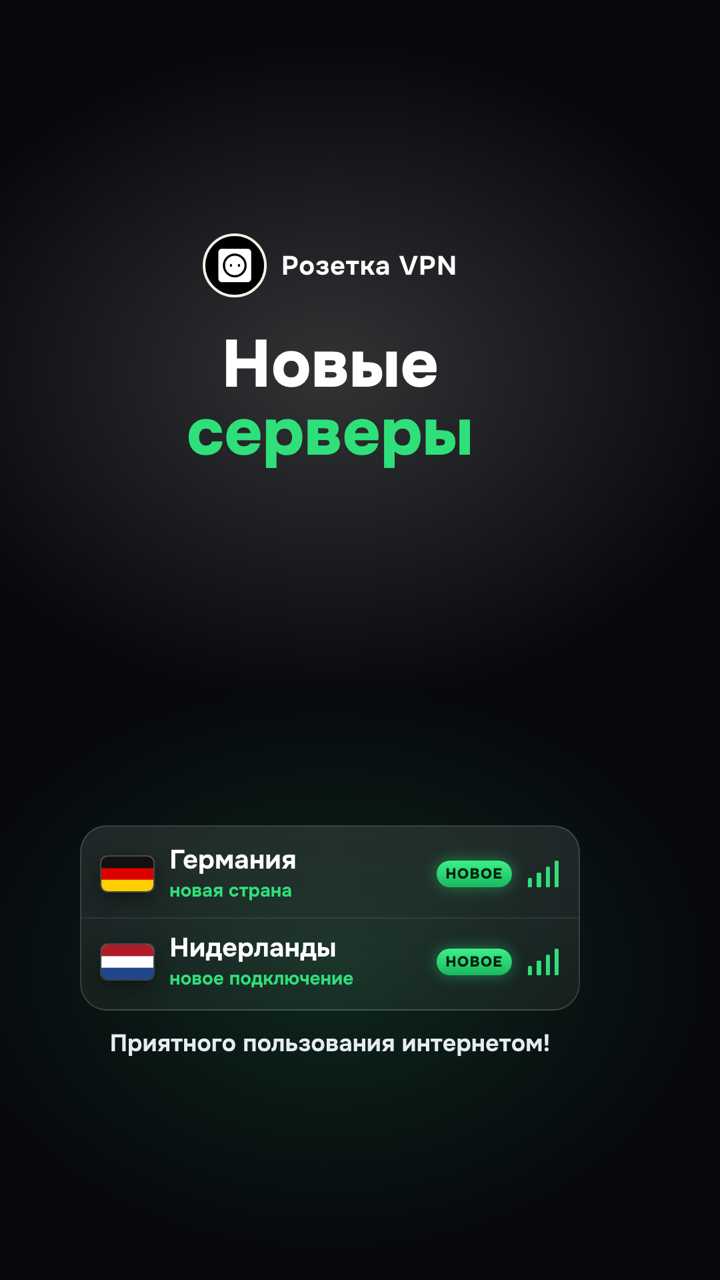 Розетка VPN
Новые
серверы
Германия
новая страна
НОВОЕ
Нидерланды
новое подключение
НОВОЕ
Приятного пользования интернетом!